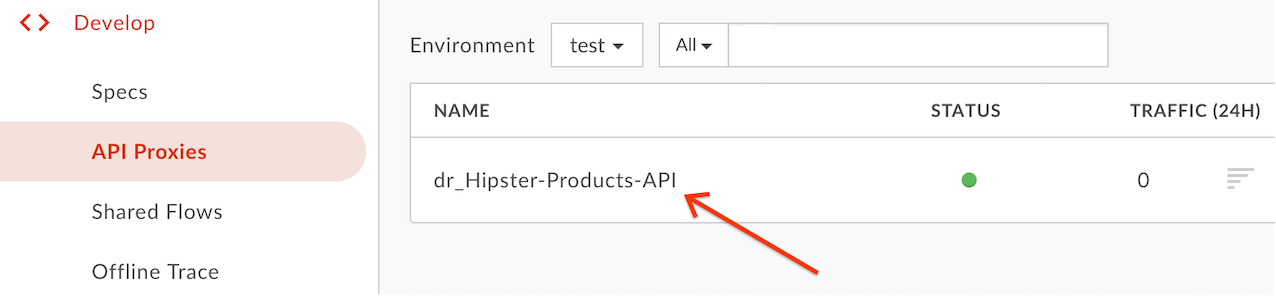 Develop
Specs
API Proxies
Shared Flows
Offline Trace
Environment test All
NAME STATUS TRAFFIC (24H)
dr_Hipster-Products-API 0